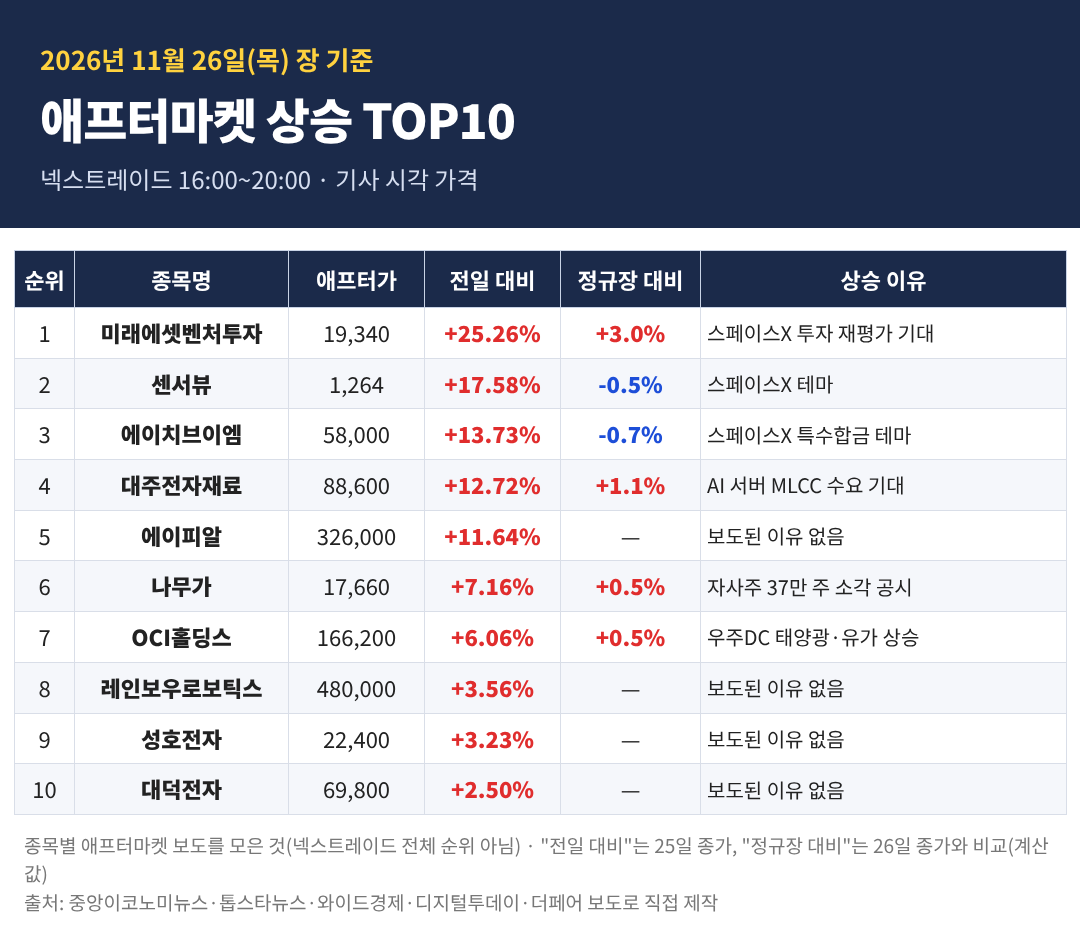 2026년 11월 26일(목) 장 기준
애프터마켓 상승 TOP10
넥스트레이드 16:00~20:00 · 기사 시각 가격
순위 종목명 애프터가 전일 대비 정규장 대비 상승 이유
1 미래에셋벤처투자 19,340 +25.26% +3.0% 스페이스X 투자 재평가 기대
2 센서뷰 1,264 +17.58% -0.5% 스페이스X 테마
3 에이치브이엠 58,000 +13.73% -0.7% 스페이스X 특수합금 테마
4 대주전자재료 88,600 +12.72% +1.1% AI 서버 MLCC 수요 기대
5 에이피알 326,000 +11.64% — 보도된 이유 없음
6 나무가 17,660 +7.16% +0.5% 자사주 37만 주 소각 공시
7 OCI홀딩스 166,200 +6.06% +0.5% 우주DC 태양광·유가 상승
8 레인보우로보틱스 480,000 +3.56% — 보도된 이유 없음
9 성호전자 22,400 +3.23% — 보도된 이유 없음
10 대덕전자 69,800 +2.50% — 보도된 이유 없음
종목별 애프터마켓 보도를 모은 것(넥스트레이드 전체 순위 아님) · "전일 대비"는 25일 종가, "정규장 대비"는 26일 종가와 비교(계산
값)
출처: 중앙이코노미뉴스·톱스타뉴스·와이드경제·디지털투데이·더페어 보도로 직접 제작